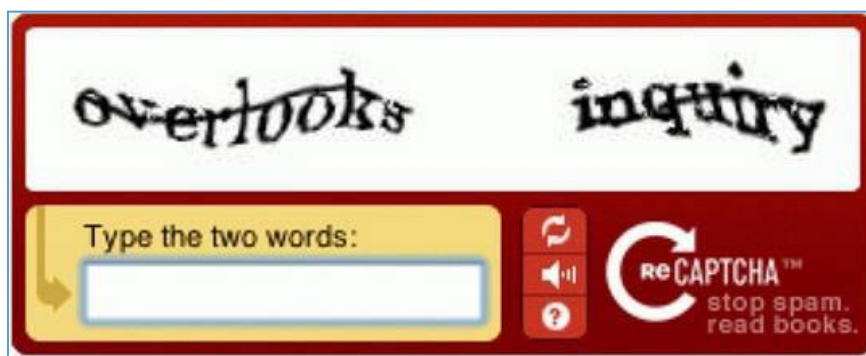 overlooks inquiry
Type the two words:
reCAPTCHA™
stop spam.
read books.